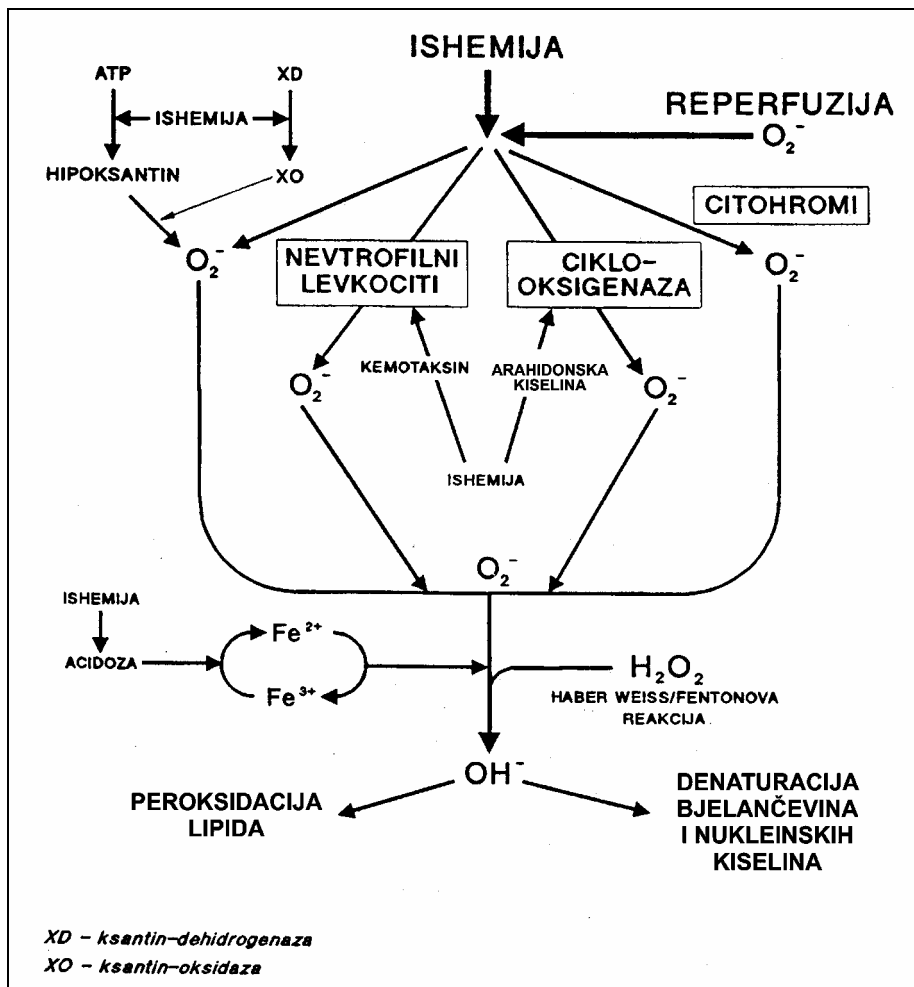 ISHEMIJA
ATP
XD
ISHEMIJA
REPERFUZIJA
O₂⁻
HIPOKSANTIN
XO
CITOHROMI
O₂⁻
NEVTROFILNI
LEVKOCITI
CIKLO-
OKSIGENAZA
O₂⁻
KEMOTAKSIN
ARAHIDONSKA
KISELINA
O₂⁻
O₂⁻
ISHEMIJA
O₂⁻
ISHEMIJA
ACIDOZA
Fe²⁺
Fe³⁺
H₂O₂
HABER WEISS/FENTONOVA
REAKCIJA
OH⁻
PEROKSIDACIJA
LIPIDA
DENATURACIJA
BJELANČEVINA
I NUKLEINSKIH
KISELINA
XD - ksantin-dehidrogenaza
XO - ksantin-oksidaza